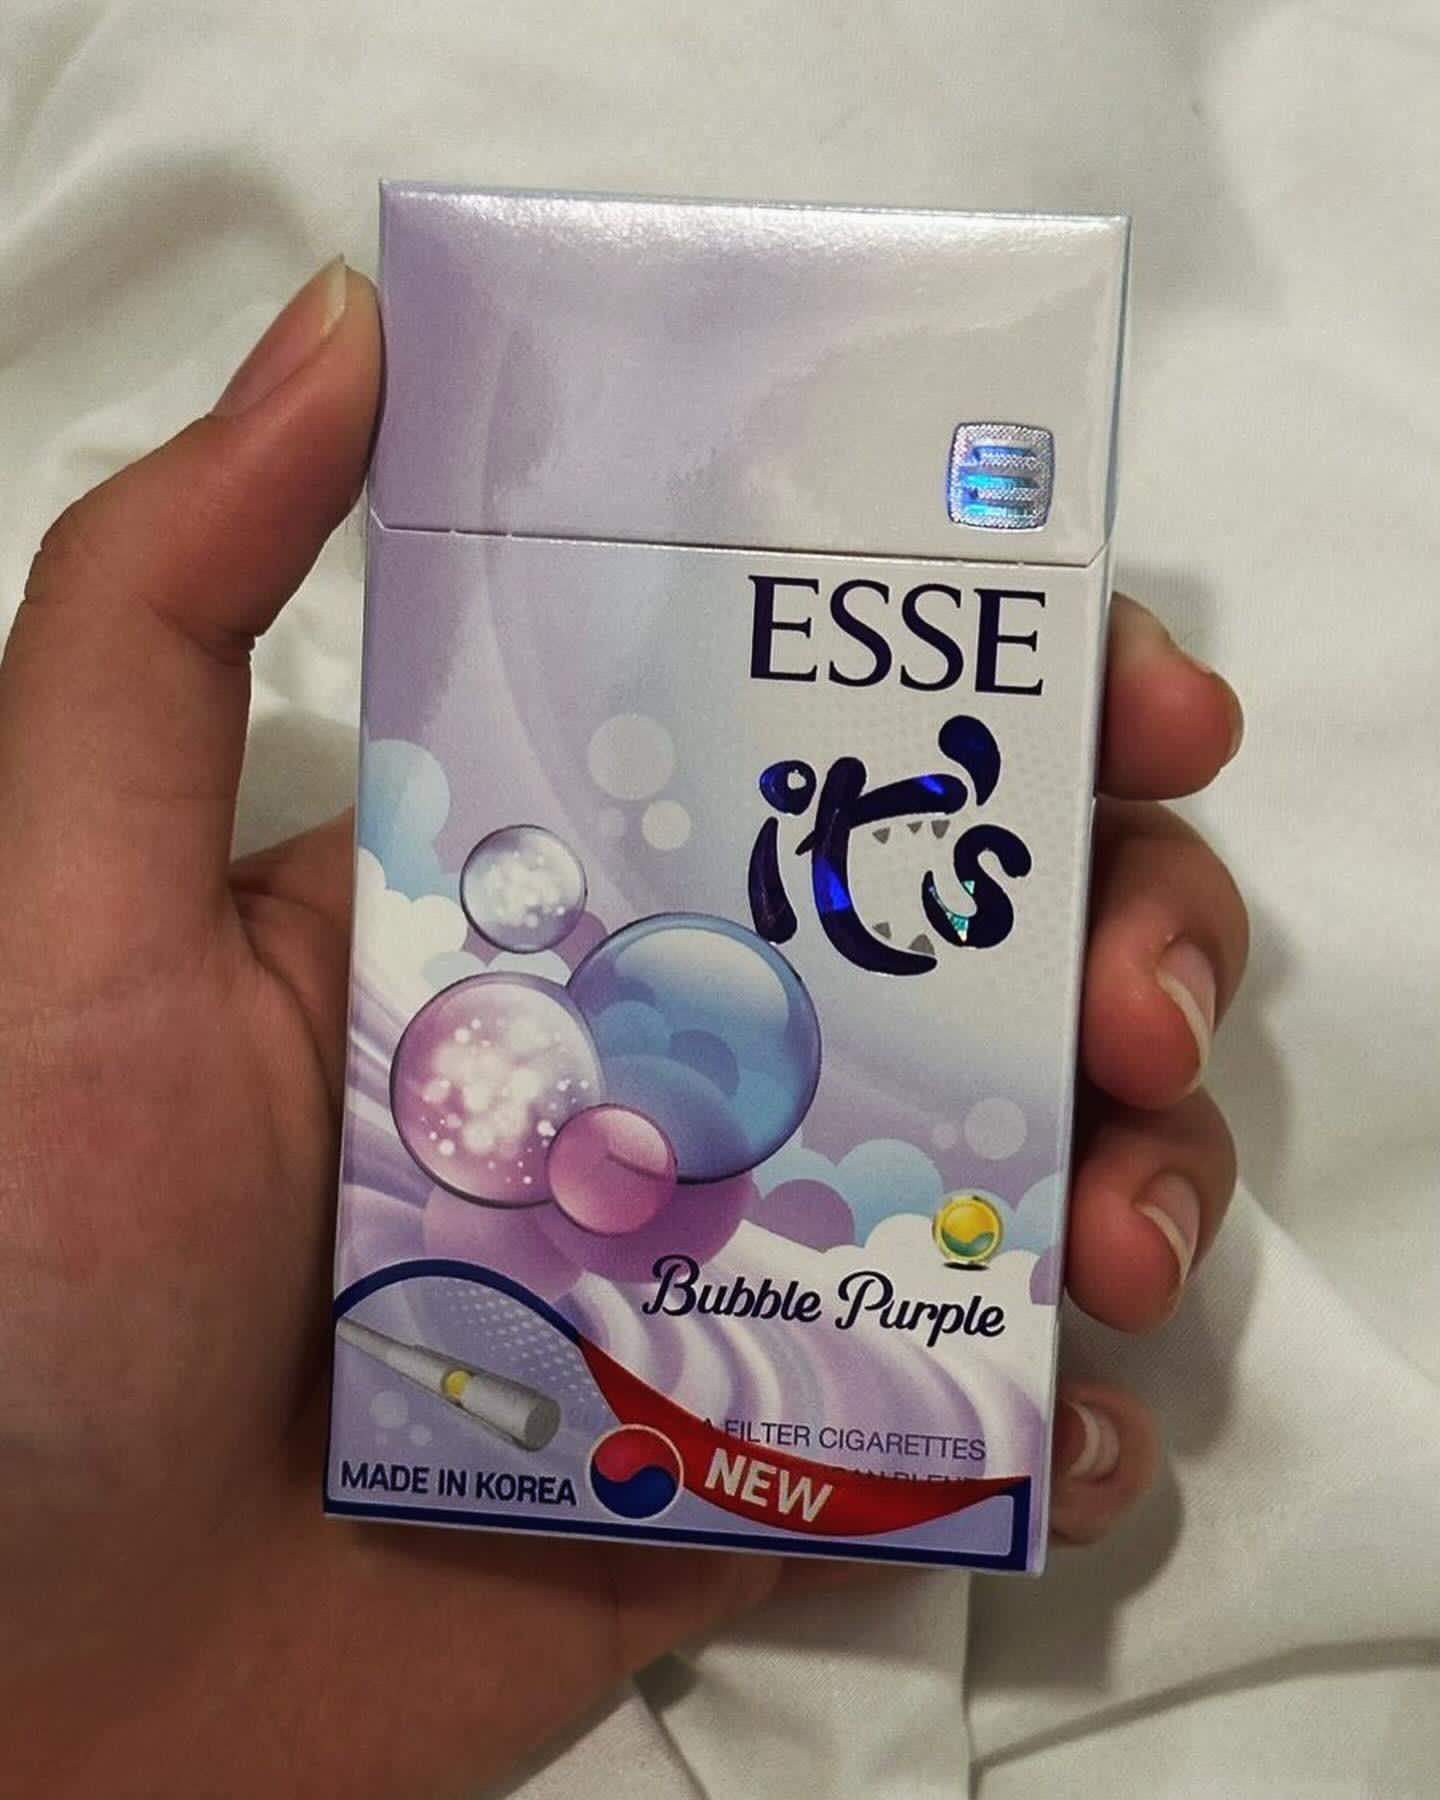 ESSE
it's
Bubble Purple
FILTER CIGARETTES
MADE IN KOREA
NEW